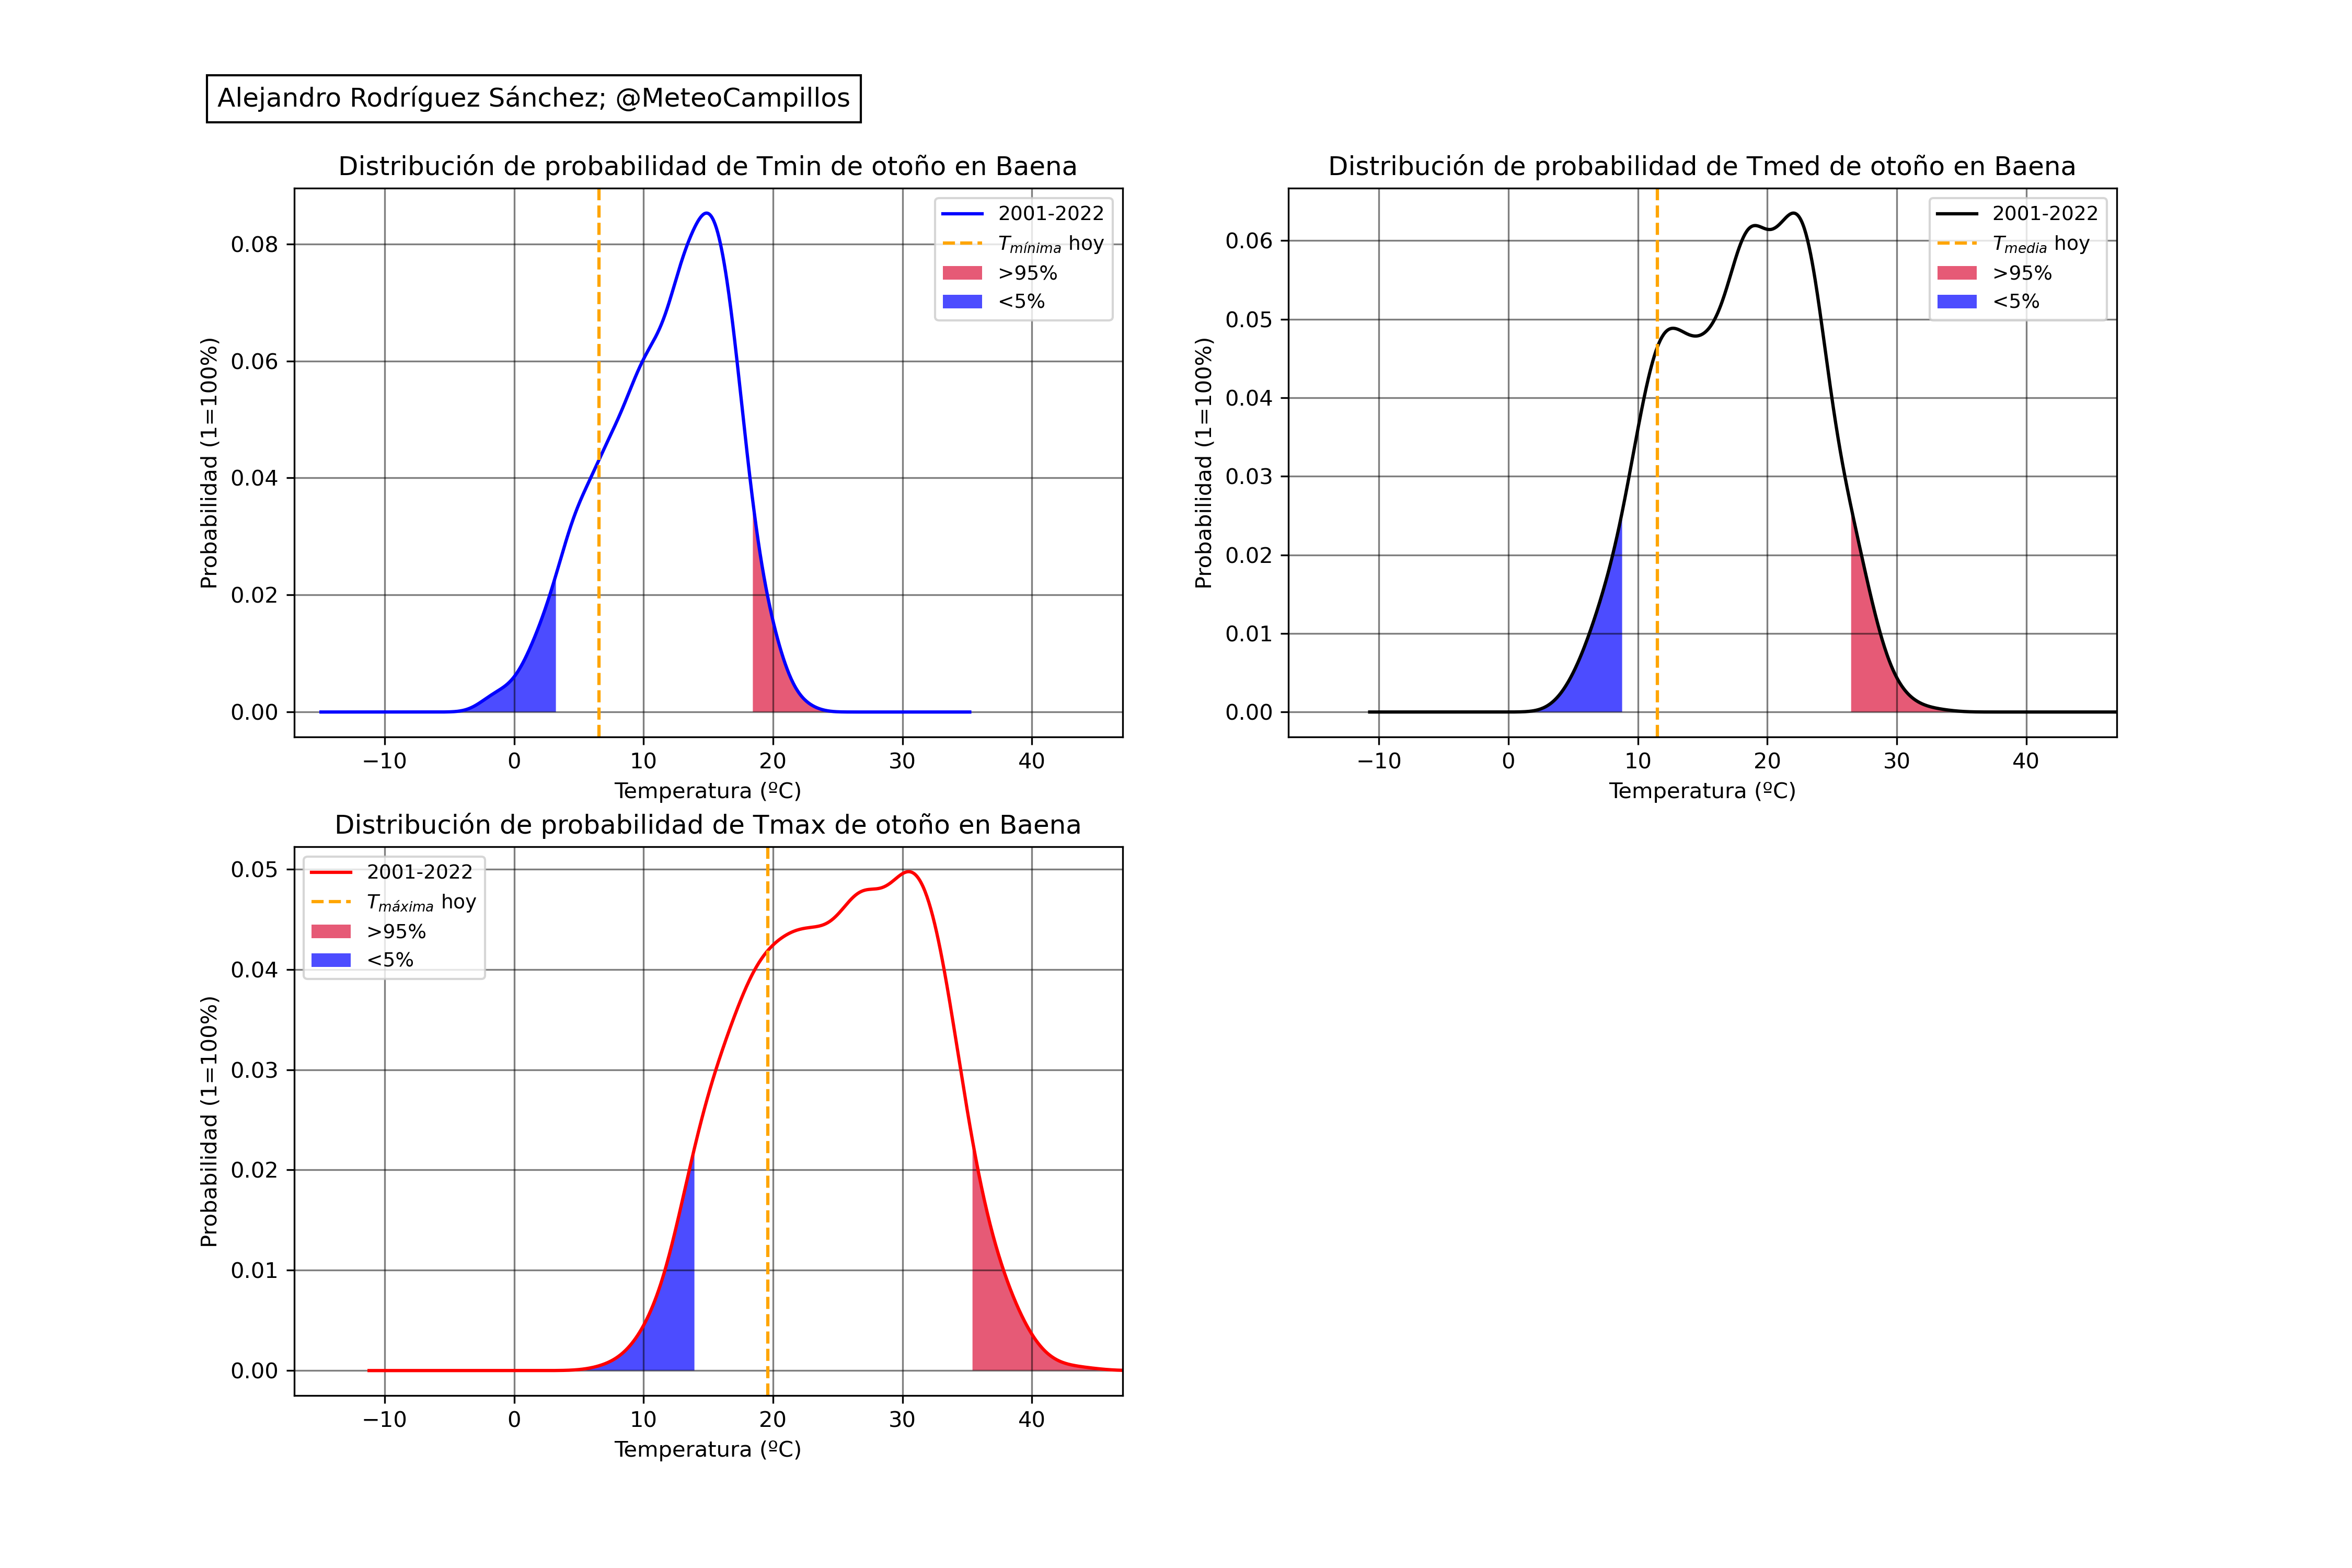 Alejandro Rodríguez Sánchez; @MeteoCampillos
Distribución de probabilidad de Tmin de otoño en Baena
Probabilidad (1=100%)
0.08
0.06
0.04
0.02
0.00
2001-2022
Tmínima hoy
>95%
<5%
−10 0 10 20 30 40
Temperatura (ºC)
Distribución de probabilidad de Tmed de otoño en Baena
Probabilidad (1=100%)
0.06
0.05
0.04
0.03
0.02
0.01
0.00
2001-2022
Tmedia hoy
>95%
<5%
−10 0 10 20 30 40
Temperatura (ºC)
Distribución de probabilidad de Tmax de otoño en Baena
Probabilidad (1=100%)
0.05
0.04
0.03
0.02
0.01
0.00
2001-2022
Tmáxima hoy
>95%
<5%
−10 0 10 20 30 40
Temperatura (ºC)